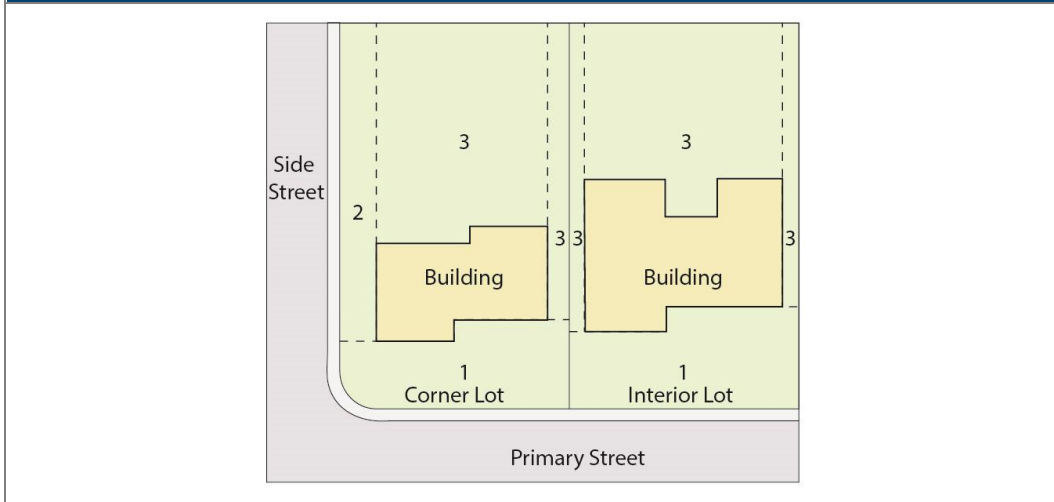 3
3
Side
Street
2
3
3
3
Building
Building
1
1
Corner Lot
Interior Lot
Primary Street